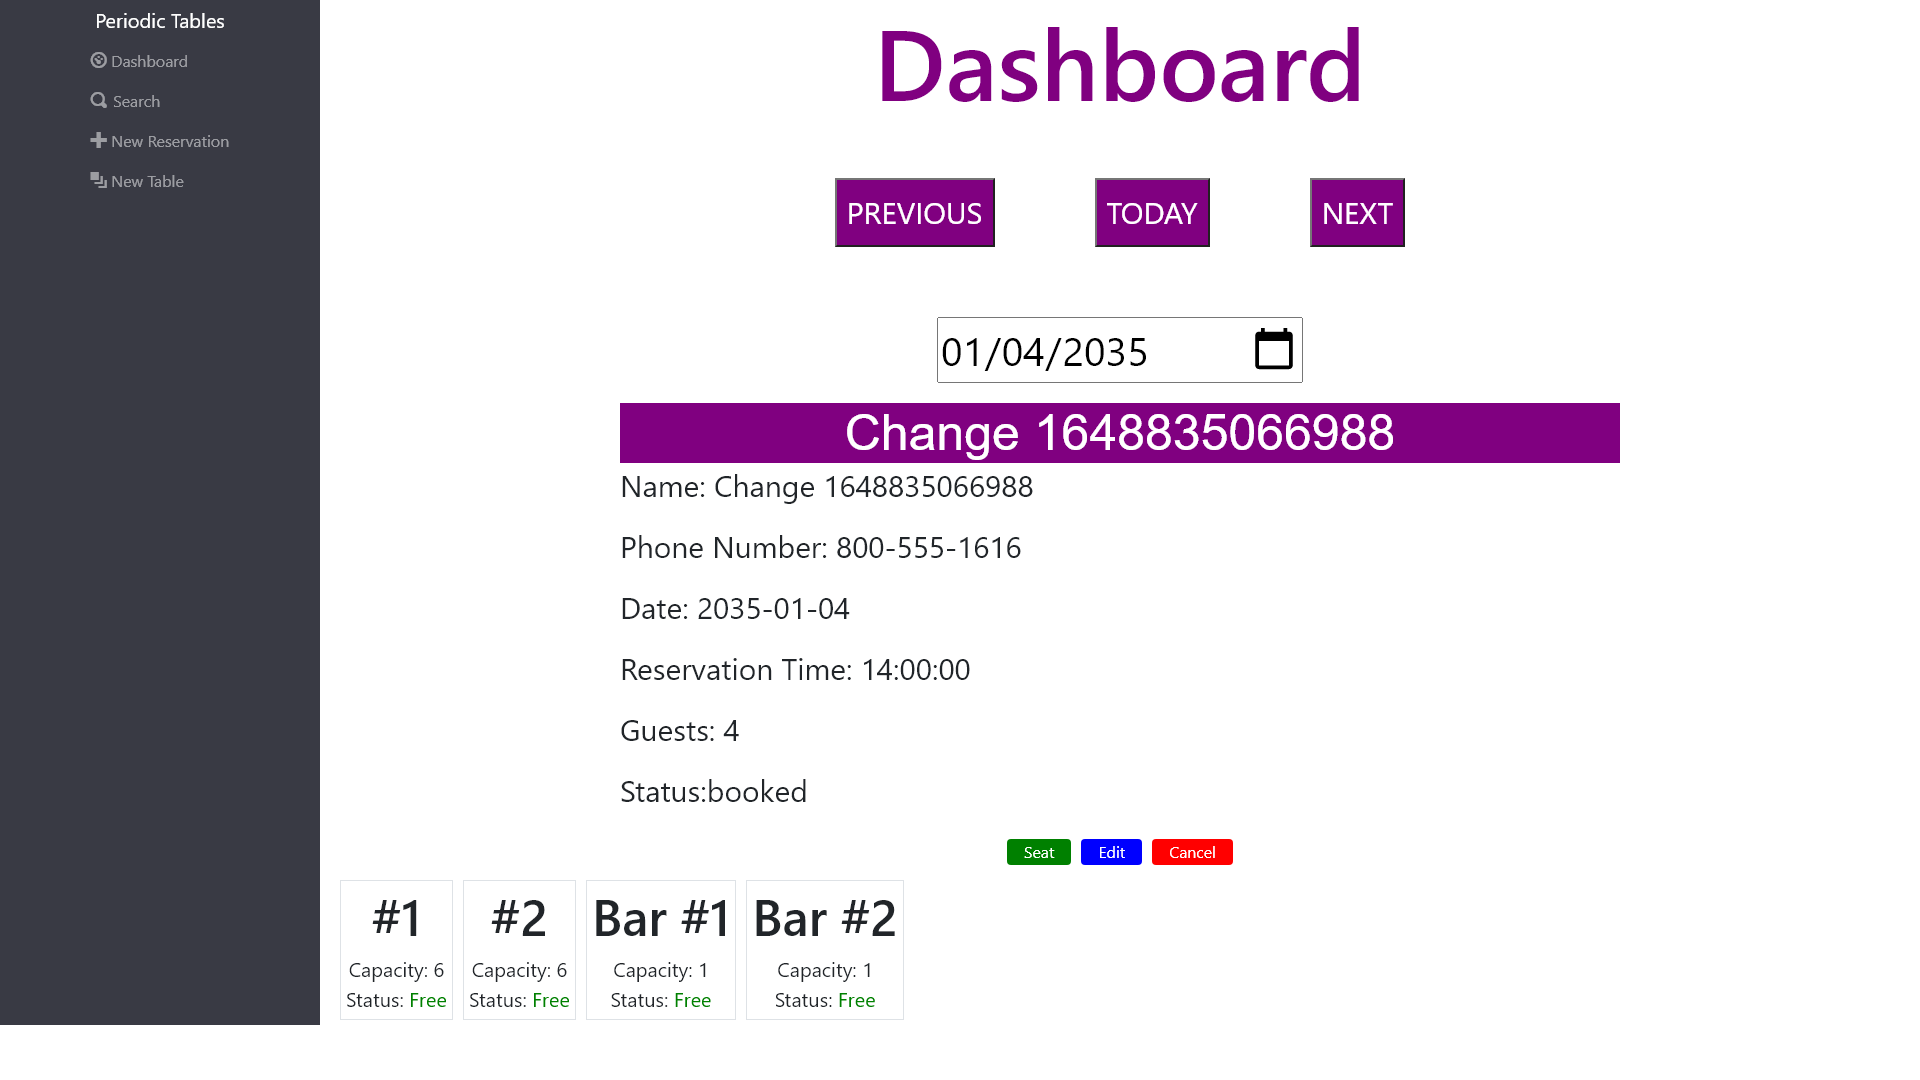 Periodic Tables
Dashboard
Search
New Reservation
New Table
Dashboard
PREVIOUS TODAY NEXT
01/04/2035
Change 1648835066988
Name: Change 1648835066988
Phone Number: 800-555-1616
Date: 2035-01-04
Reservation Time: 14:00:00
Guests: 4
Status:booked
Seat Edit Cancel
#1 #2 Bar #1 Bar #2
Capacity: 6 Capacity: 6 Capacity: 1 Capacity: 1
Status: Free Status: Free Status: Free Status: Free